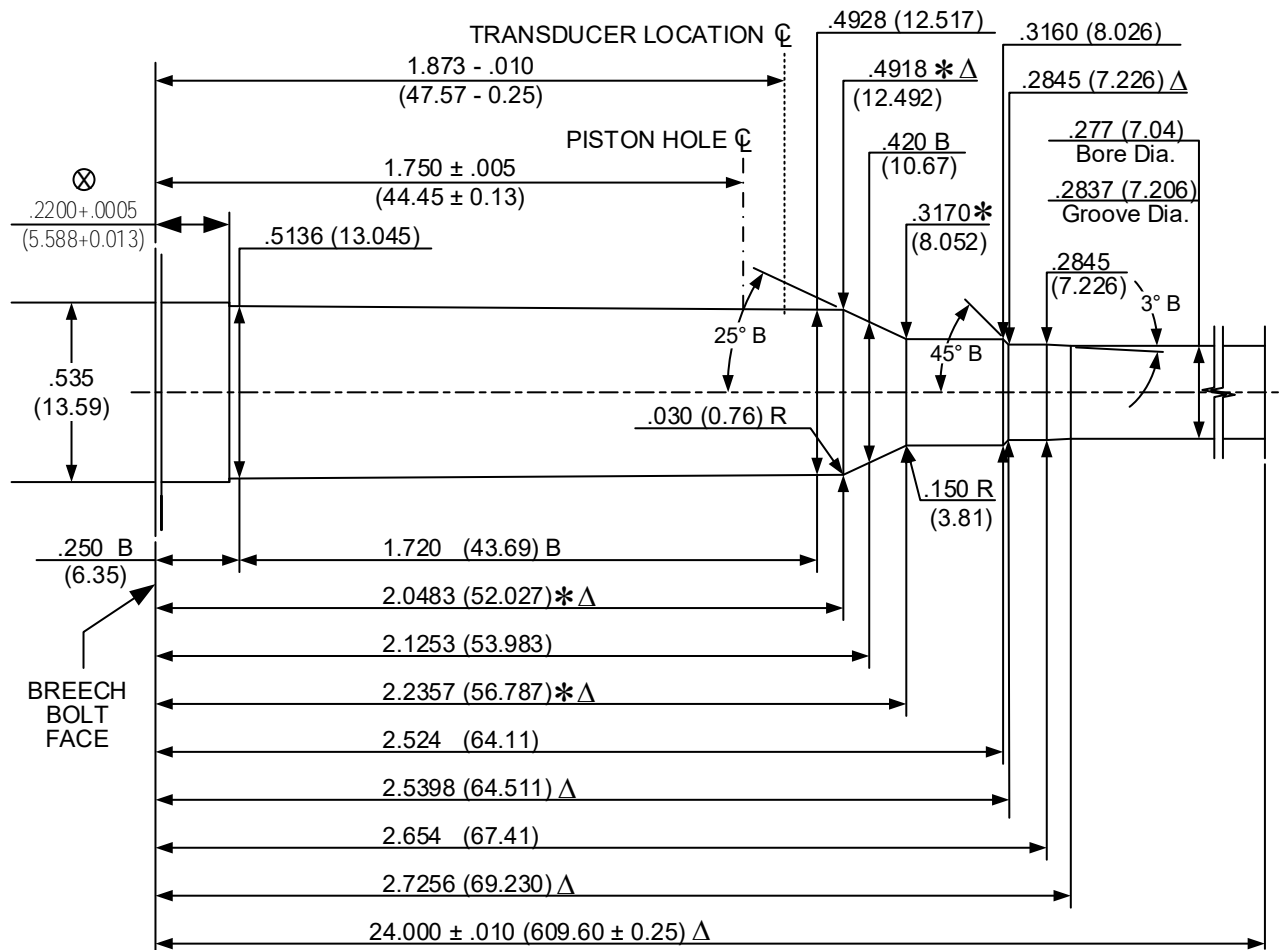 .4928 (12.517)
TRANSDUCER LOCATION ℄
.3160 (8.026)
1.873 - .010
(47.57 - 0.25)
.4918 ✻ Δ
(12.492)
.2845 (7.226) Δ
PISTON HOLE ℄
.420 B
(10.67)
.277 (7.04)
Bore Dia.
1.750 ± .005
(44.45 ± 0.13)
⊗
.2200+.0005
(5.588+0.013)
.3170✻
(8.052)
.2837 (7.206)
Groove Dia.
.5136 (13.045)
.2845
(7.226)
3° B
25° B
45° B
.535
(13.59)
.030 (0.76) R
.150 R
(3.81)
.250 B
(6.35)
1.720 (43.69) B
2.0483 (52.027)✻ Δ
2.1253 (53.983)
BREECH
BOLT
FACE
2.2357 (56.787)✻ Δ
2.524 (64.11)
2.5398 (64.511) Δ
2.654 (67.41)
2.7256 (69.230) Δ
24.000 ± .010 (609.60 ± 0.25) Δ